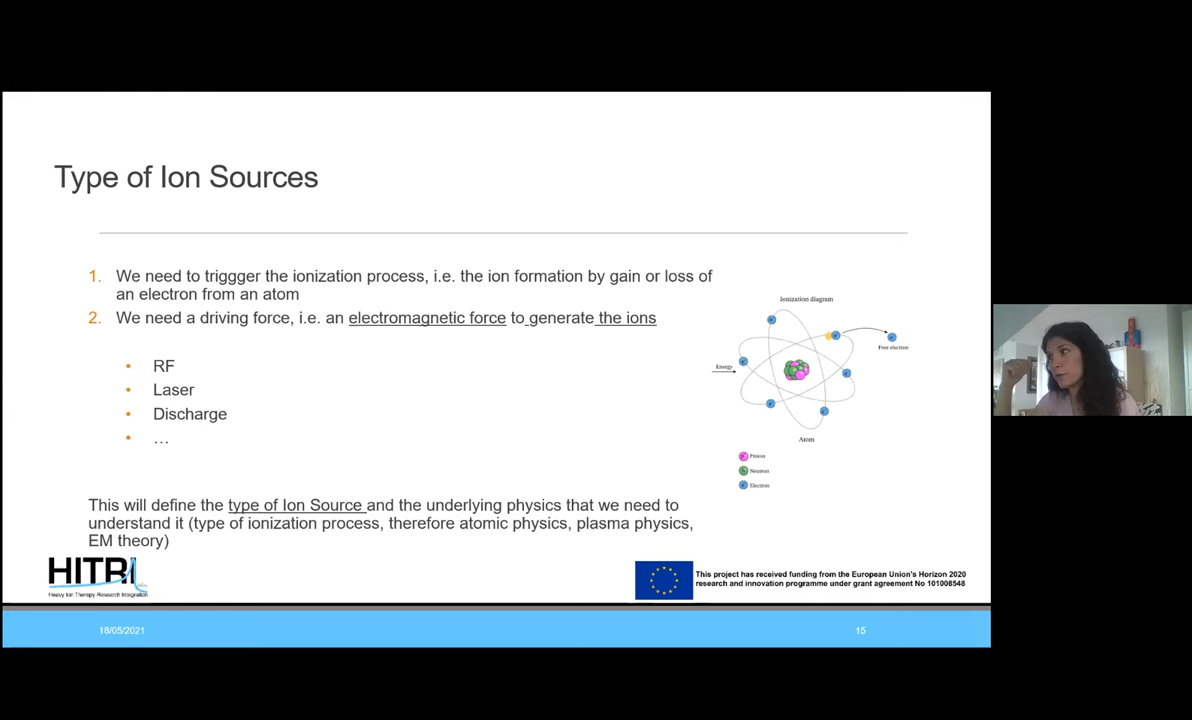 Type of Ion Sources
1. We need to triggger the ionization process, i.e. the ion formation by gain or loss of
an electron from an atom
2. We need a driving force, i.e. an electromagnetic force to generate the ions
• RF
• Laser
• Discharge
• …
This will define the type of Ion Source and the underlying physics that we need to
understand it (type of ionization process, therefore atomic physics, plasma physics,
EM theory)
Ionization diagram
Free electron
Energy
Atom
Proton
Neutron
Electron
HITRI
Heavy Ion Therapy Research Integration
This project has received funding from the European Union's Horizon 2020
research and innovation programme under grant agreement No 101008548
18/05/2021
15